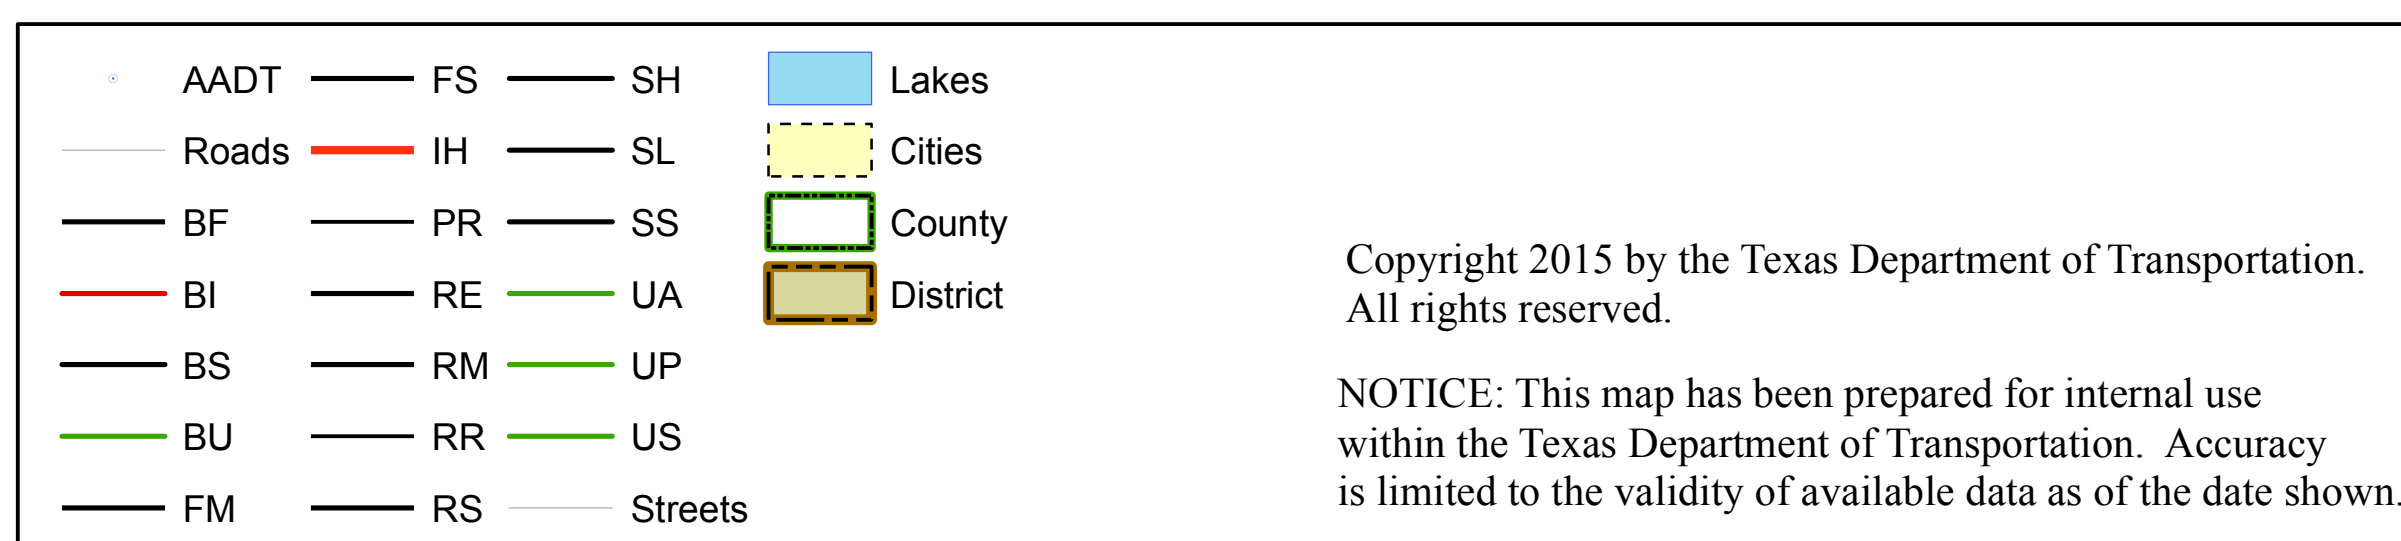 AADT
Roads
BF
BI
BS
BU
FM
FS
IH
PR
RE
RM
RR
RS
SH
SL
SS
UA
UP
US
Streets
Lakes
Cities
County
District
Copyright 2015 by the Texas Department of Transportation.
All rights reserved.
NOTICE: This map has been prepared for internal use
within the Texas Department of Transportation.  Accuracy
is limited to the validity of available data as of the date shown.